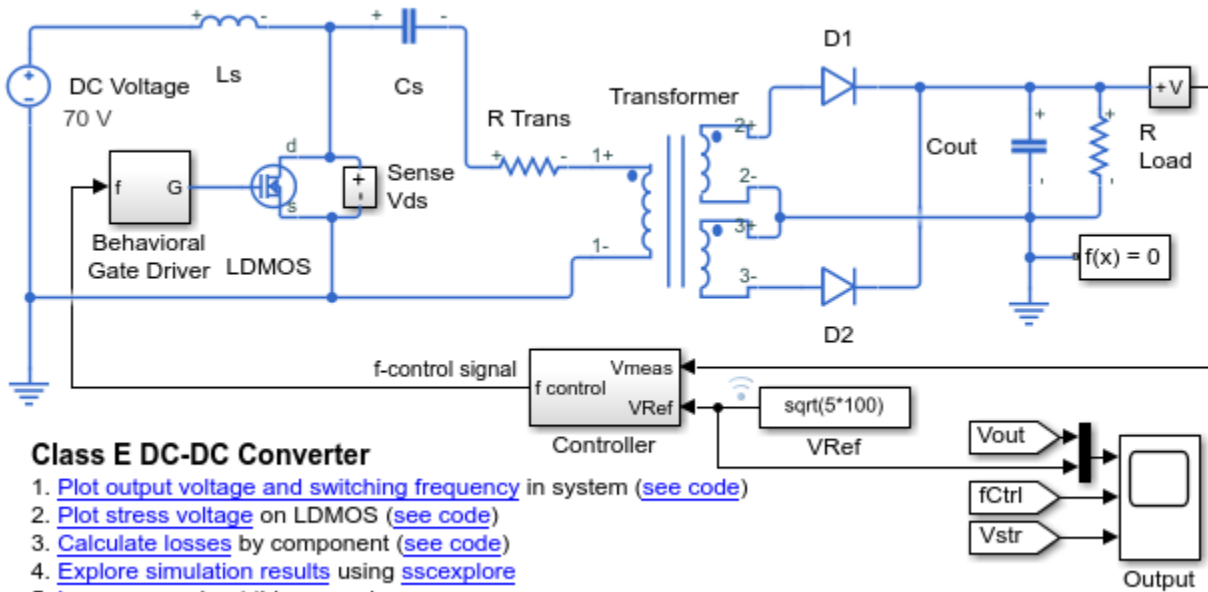 + -
+ -
D1
DC Voltage
70 V
Ls
Cs
Transformer
+V
R Trans
2+
+
+
R
Load
Cout
d
+
Sense
Vds
+ -
1+
2-
f
G
s
-
3+
Behavioral
Gate Driver
LDMOS
1-
3-
f(x) = 0
D2
f-control signal
Vmeas
f control
VRef
sqrt(5*100)
Controller
VRef
Vout
Class E DC-DC Converter
1. Plot output voltage and switching frequency in system (see code)
2. Plot stress voltage on LDMOS (see code)
3. Calculate losses by component (see code)
4. Explore simulation results using sscexplore
fCtrl
Vstr
Output